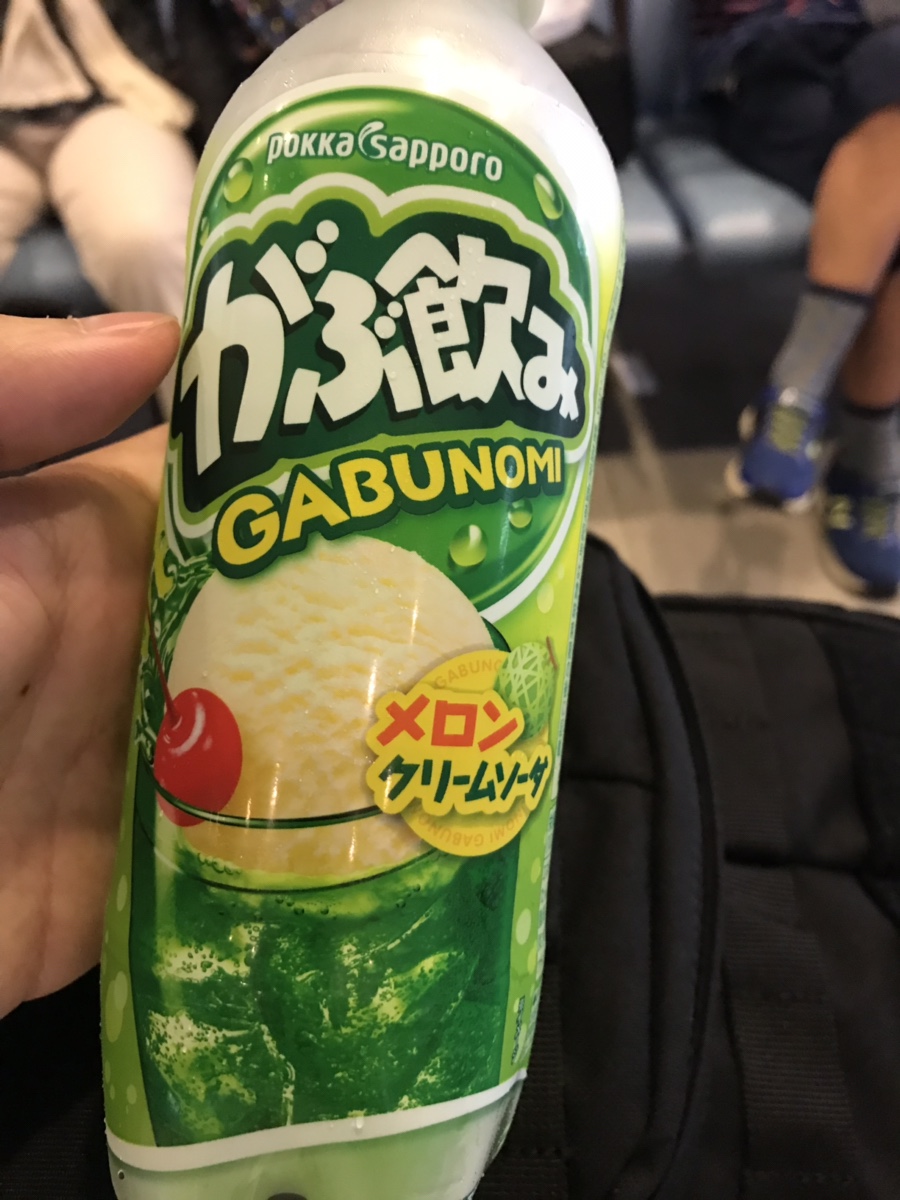 pokka sapporo
がぶ飲み
GABUNOMI
メロン
クリームソーダ